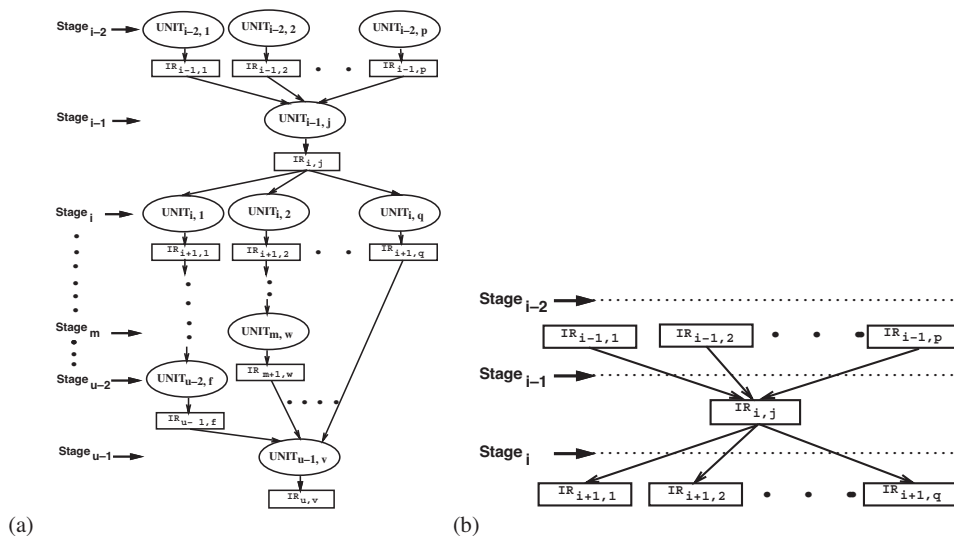 Stage i–2
UNIT i–2, 1
UNIT i–2, 2
UNIT i–2, p
IR i–1,1
IR i–1,2
IR i–1,p
Stage i–1
UNIT i–1, j
IR i,j
Stage i
UNIT i, 1
UNIT i, 2
UNIT i, q
IR i+1,1
IR i+1,2
IR i+1,q
Stage m
UNIT m, w
IR m+1,w
Stage u–2
UNIT u–2, f
IR u– 1,f
Stage u–1
UNIT u–1, v
IR u,v
(a)
Stage i–2
IR i–1,1
IR i–1,2
IR i–1,p
Stage i–1
IR i,j
Stage i
IR i+1,1
IR i+1,2
IR i+1,q
(b)